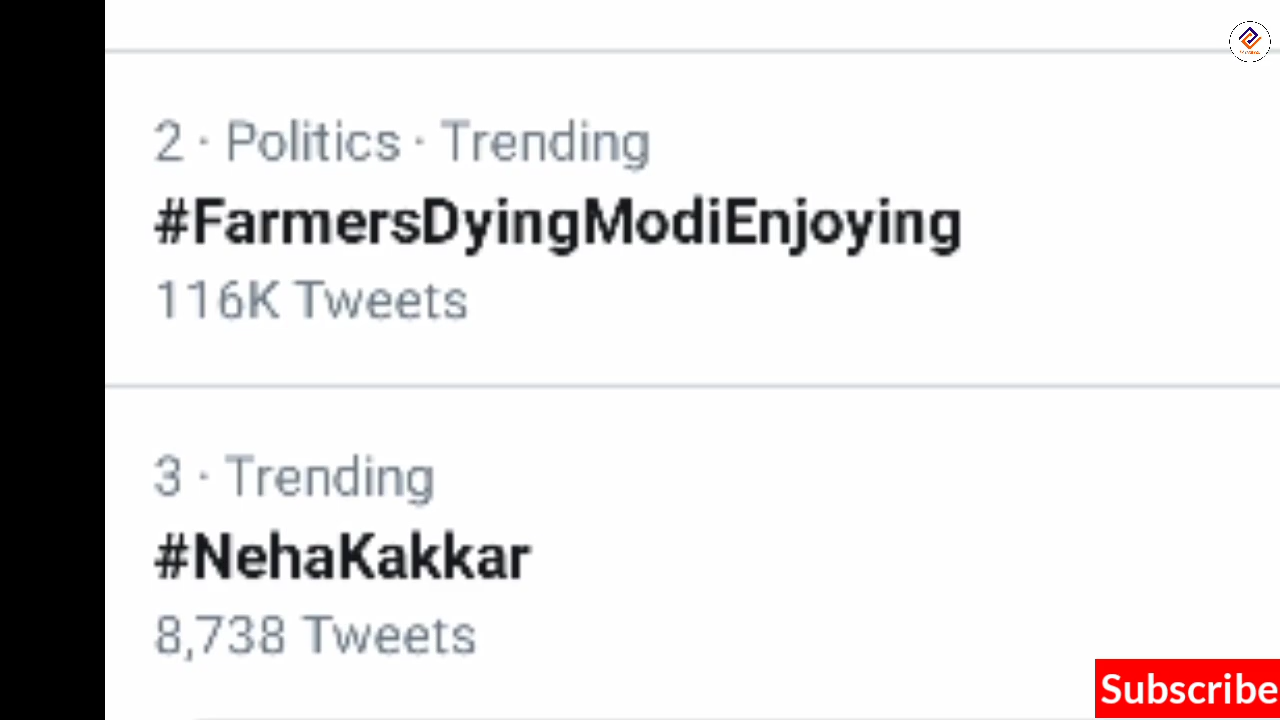 2 · Politics · Trending
#FarmersDyingModiEnjoying
116K Tweets
3 · Trending
#NehaKakkar
8,738 Tweets
Subscribe